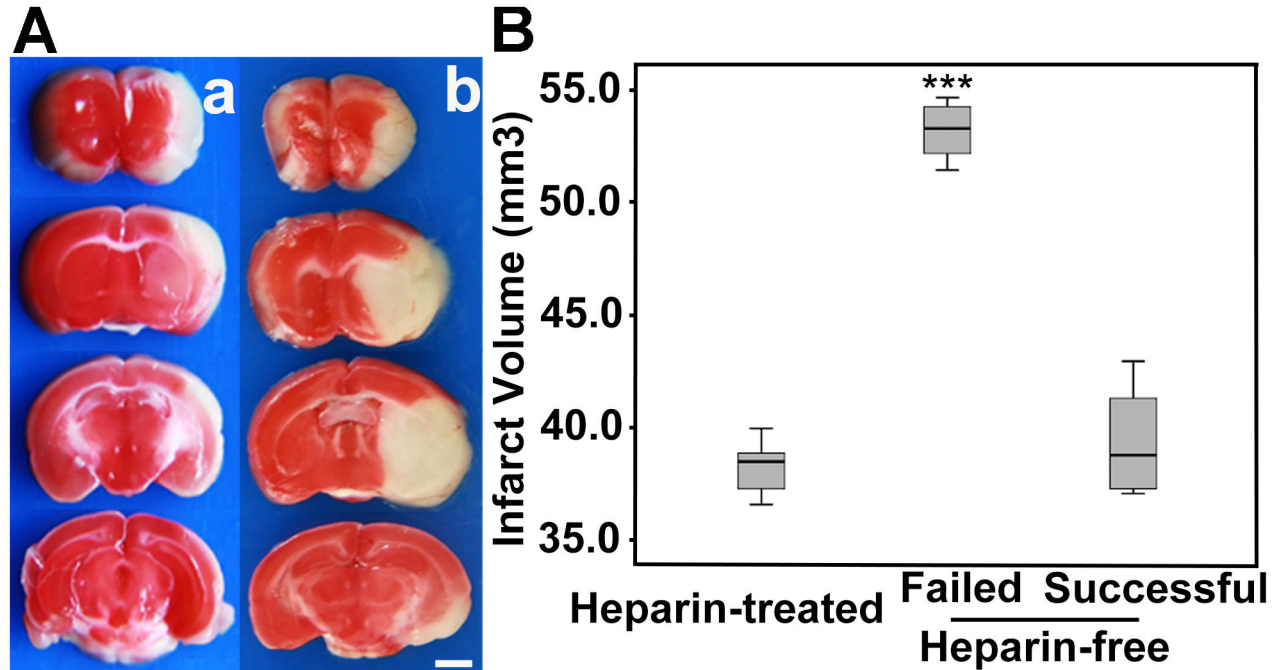 A
B
a
b
Infarct Volume (mm3)
55.0
50.0
45.0
40.0
35.0
***
Heparin-treated
Failed Successful
Heparin-free